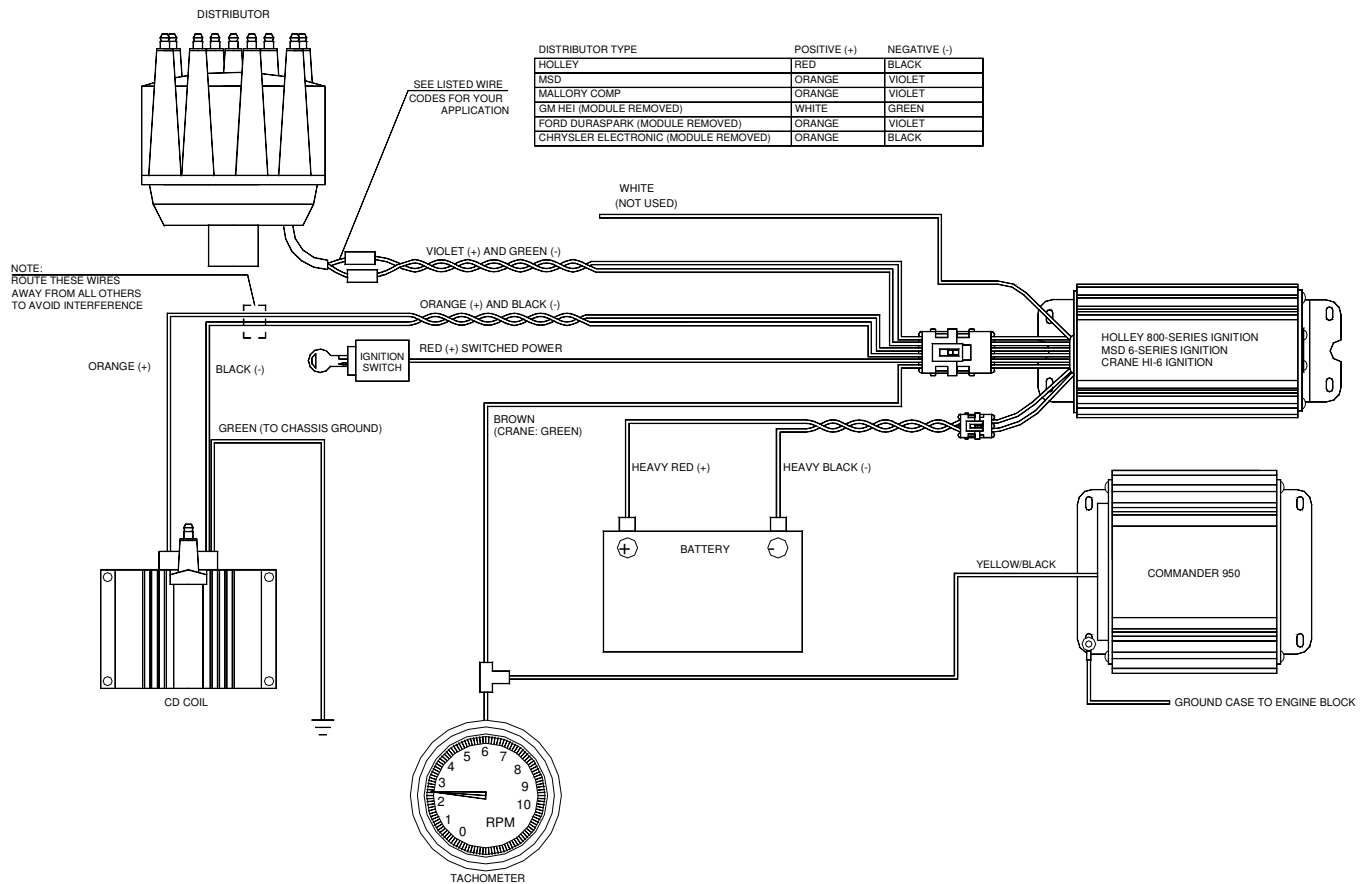 DISTRIBUTOR
DISTRIBUTOR TYPE POSITIVE (+) NEGATIVE (-)
HOLLEY RED BLACK
MSD ORANGE VIOLET
MALLORY COMP ORANGE VIOLET
GM HEI (MODULE REMOVED) WHITE GREEN
FORD DURASPARK (MODULE REMOVED) ORANGE VIOLET
CHRYSLER ELECTRONIC (MODULE REMOVED) ORANGE BLACK
SEE LISTED WIRE
CODES FOR YOUR
APPLICATION
WHITE
(NOT USED)
VIOLET (+) AND GREEN (-)
NOTE:
ROUTE THESE WIRES
AWAY FROM ALL OTHERS
TO AVOID INTERFERENCE
ORANGE (+) AND BLACK (-)
HOLLEY 800-SERIES IGNITION
MSD 6-SERIES IGNITION
CRANE HI-6 IGNITION
IGNITION
SWITCH
RED (+) SWITCHED POWER
ORANGE (+)
BLACK (-)
BROWN
(CRANE: GREEN)
GREEN (TO CHASSIS GROUND)
HEAVY RED (+)
HEAVY BLACK (-)
+
BATTERY
-
YELLOW/BLACK
COMMANDER 950
CD COIL
GROUND CASE TO ENGINE BLOCK
0
1
2
3
4
5
6
7
8
9
10
RPM
TACHOMETER